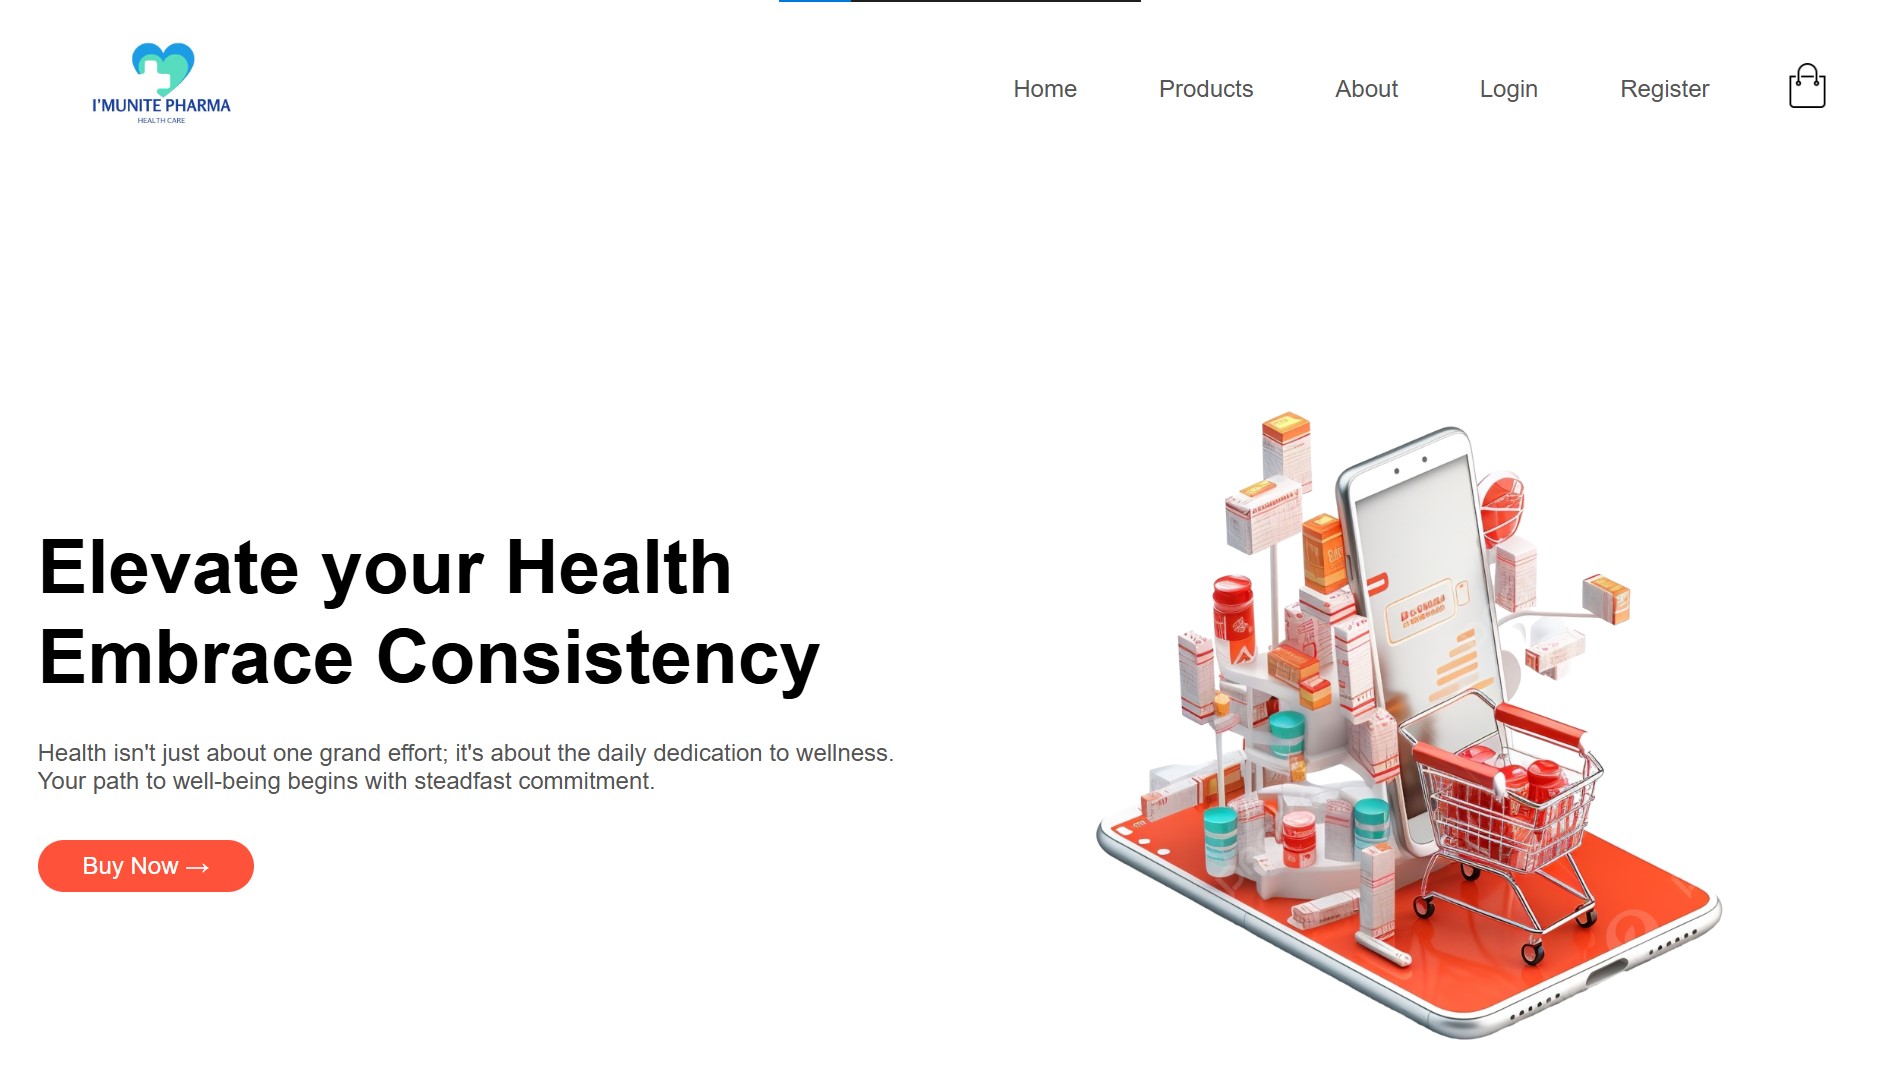 I'MUNITE PHARMA
HEALTH CARE
Home
Products
About
Login
Register
Elevate your Health
Embrace Consistency
Health isn't just about one grand effort; it's about the daily dedication to wellness.
Your path to well-being begins with steadfast commitment.
Buy Now →